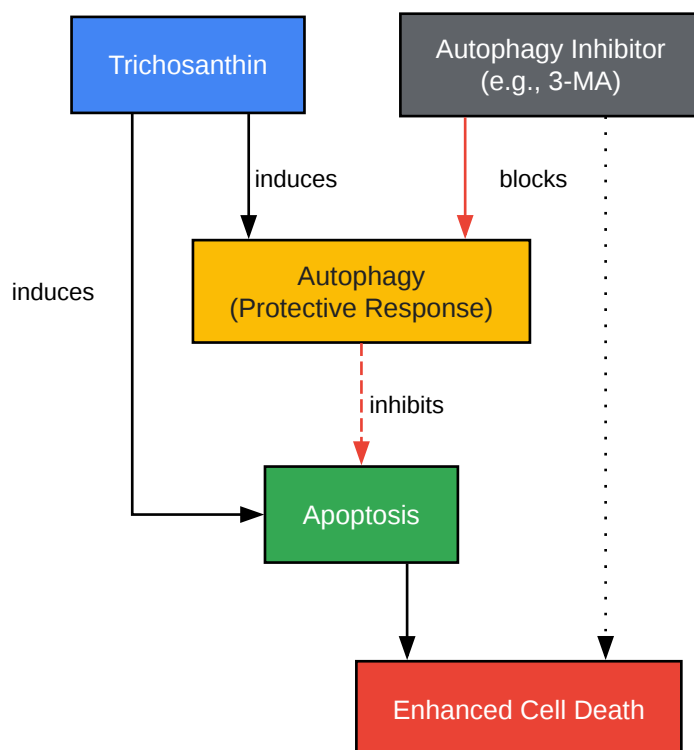 Trichosanthin
Autophagy Inhibitor
(e.g., 3-MA)
induces
blocks
Autophagy
(Protective Response)
induces
inhibits
Apoptosis
Enhanced Cell Death